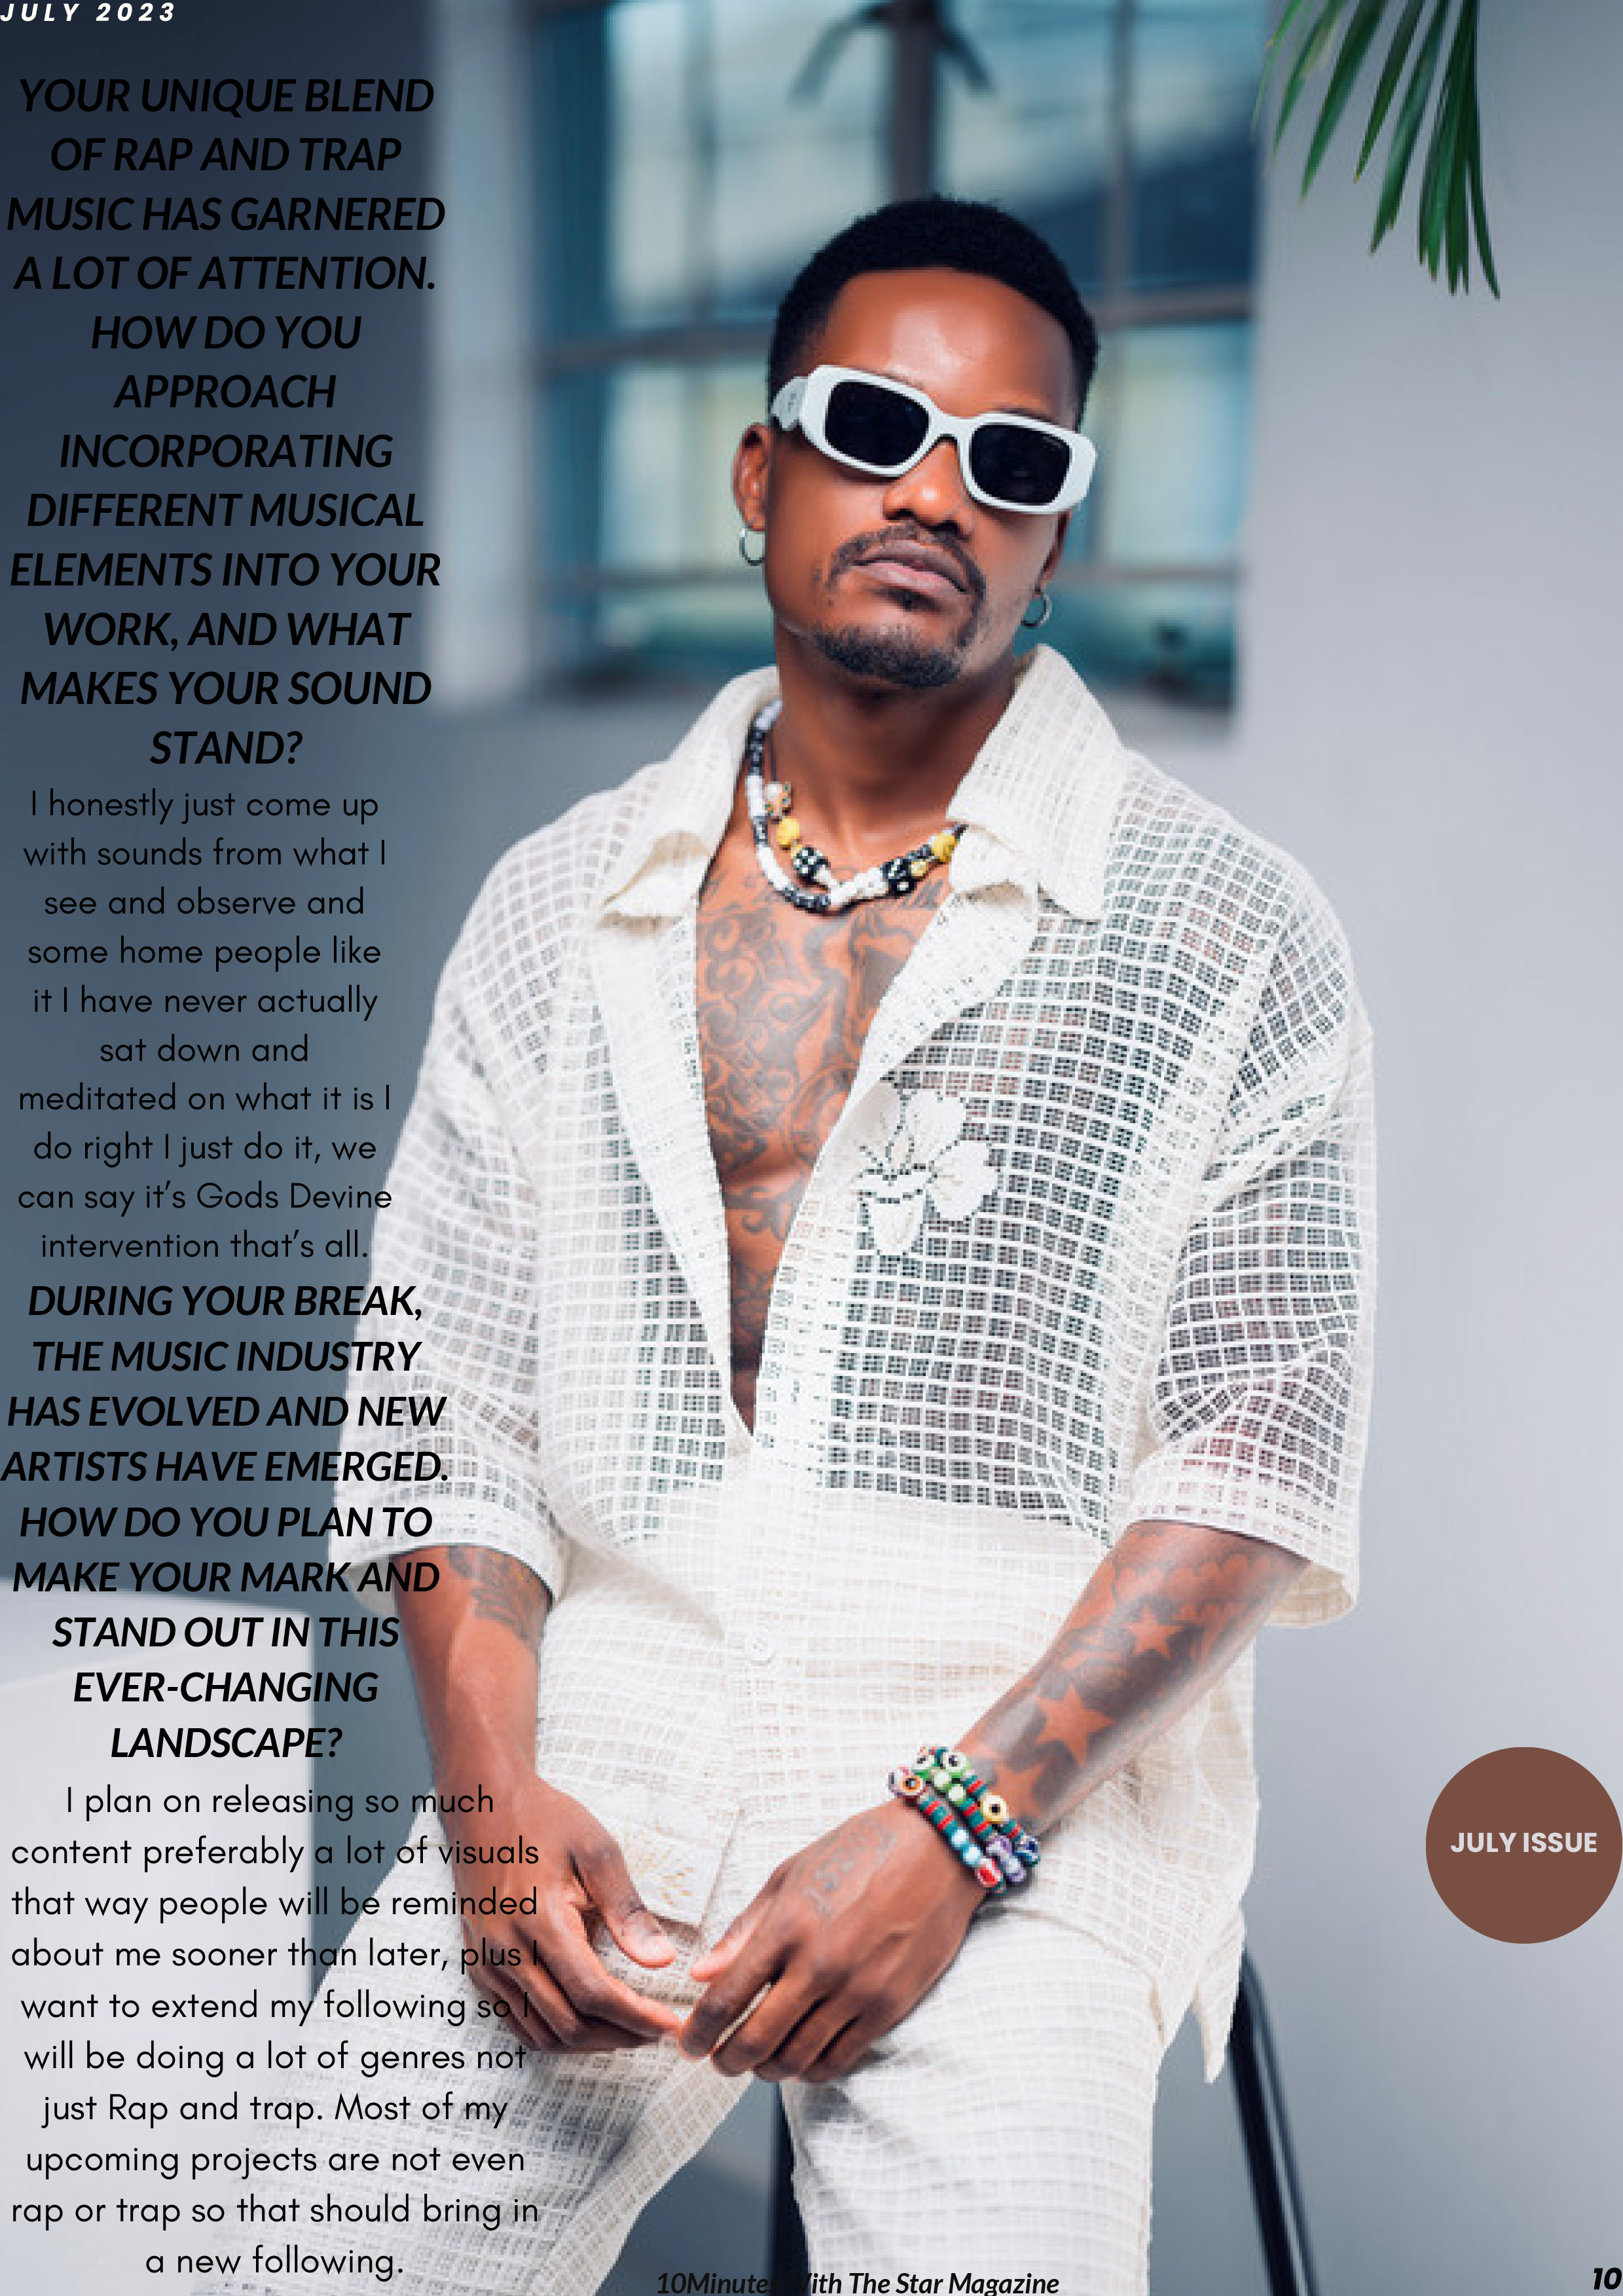 JULY 2023
YOUR UNIQUE BLEND
OF RAP AND TRAP
MUSIC HAS GARNERED
A LOT OF ATTENTION.
HOW DO YOU
APPROACH
INCORPORATING
DIFFERENT MUSICAL
ELEMENTS INTO YOUR
WORK, AND WHAT
MAKES YOUR SOUND
STAND?
I honestly just come up
with sounds from what I
see and observe and
some home people like
it I have never actually
sat down and
meditated on what it is I
do right I just do it, we
can say it's Gods Devine
intervention that's all.
DURING YOUR BREAK,
THE MUSIC INDUSTRY
HAS EVOLVED AND NEW
ARTISTS HAVE EMERGED.
HOW DO YOU PLAN TO
MAKE YOUR MARK AND
STAND OUT IN THIS
EVER-CHANGING
LANDSCAPE?
I plan on releasing so much
content preferably a lot of visuals
that way people will be reminded
about me sooner than later, plus I
want to extend my following so I
will be doing a lot of genres not
just Rap and trap. Most of my
upcoming projects are not even
rap or trap so that should bring in
a new following.
JULY ISSUE
10Minutes With The Star Magazine
10